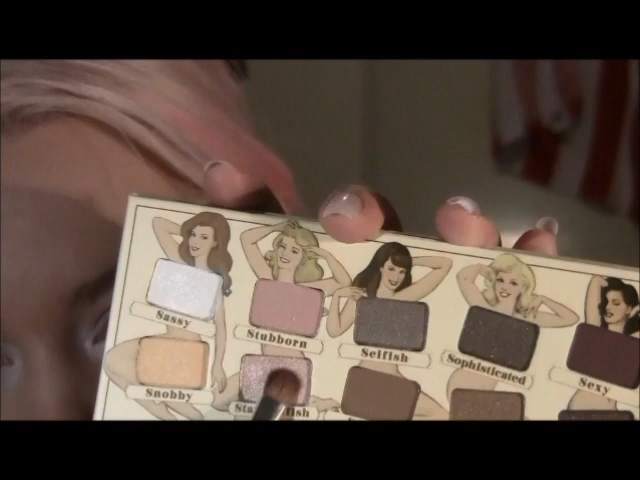 Sassy
Stubborn
Selfish
Sophisticated
Sexy
Snobby